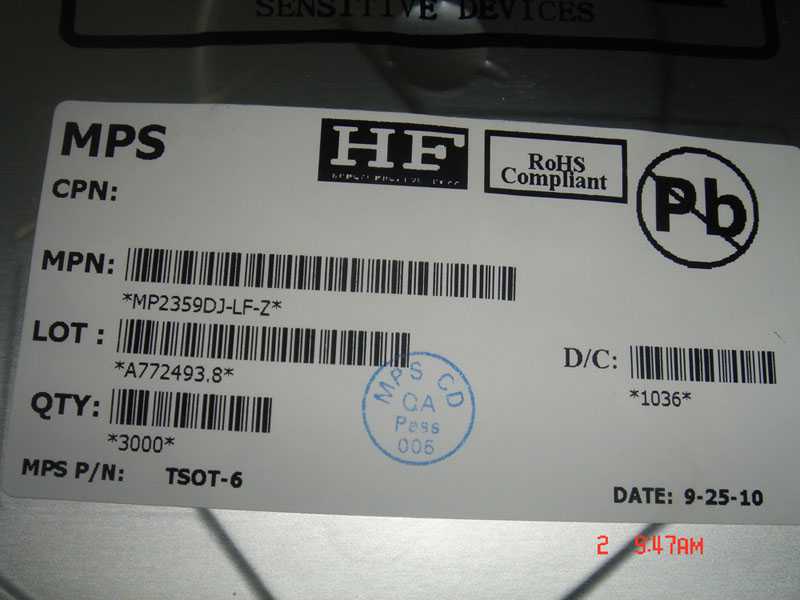 SENSITIVE DEVICES
MPS
HF
RoHS
Compliant
Pb
CPN:
MPN:
*MP2359DJ-LF-Z*
LOT :
*A772493.8*
D/C:
*1036*
QTY:
*3000*
MPS CD
QA
Pass
005
MPS P/N: TSOT-6
DATE: 9-25-10
2 9:47AM